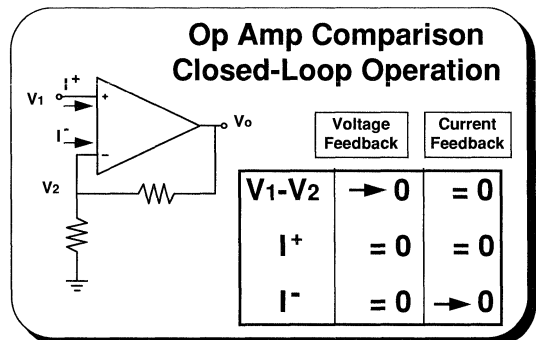 Op Amp Comparison
Closed-Loop Operation
I+
V1
+
I-
-
Vo
V2
Voltage
Feedback
Current
Feedback
V1-V2 → 0 = 0
I+ = 0 = 0
I- = 0 → 0